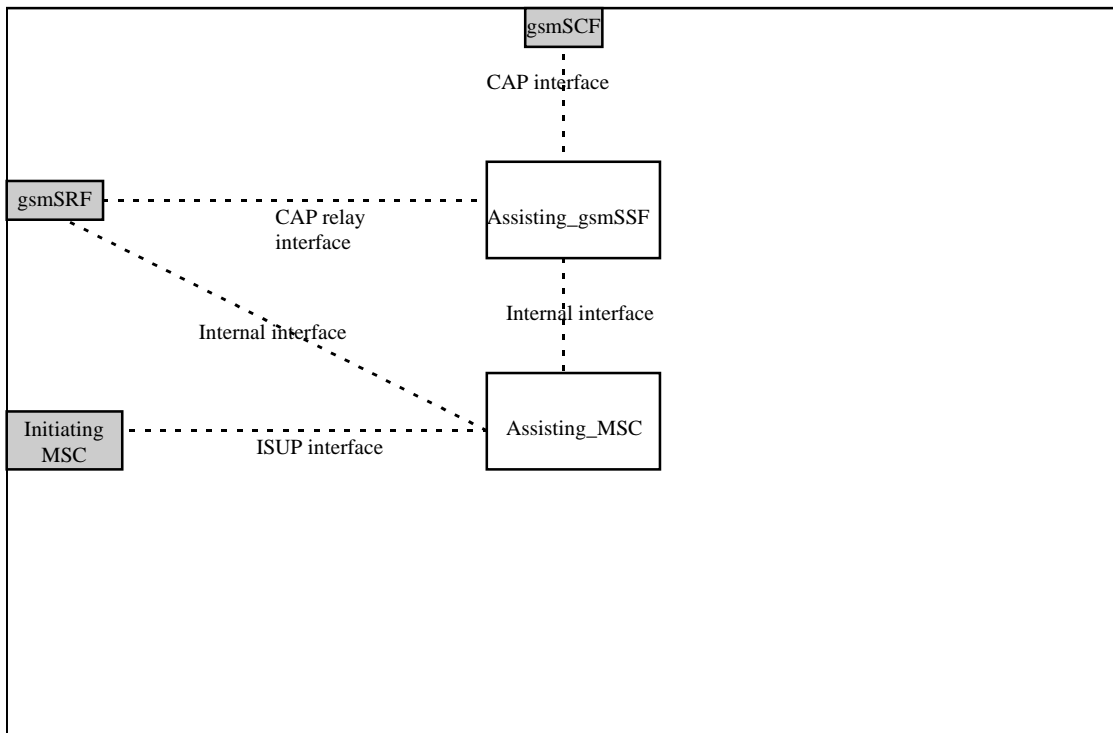 gsmSCF
CAP interface
gsmSRF
Assisting_gsmSSF
CAP relay
interface
Internal interface
Internal interface
Initiating
MSC
Assisting_MSC
ISUP interface